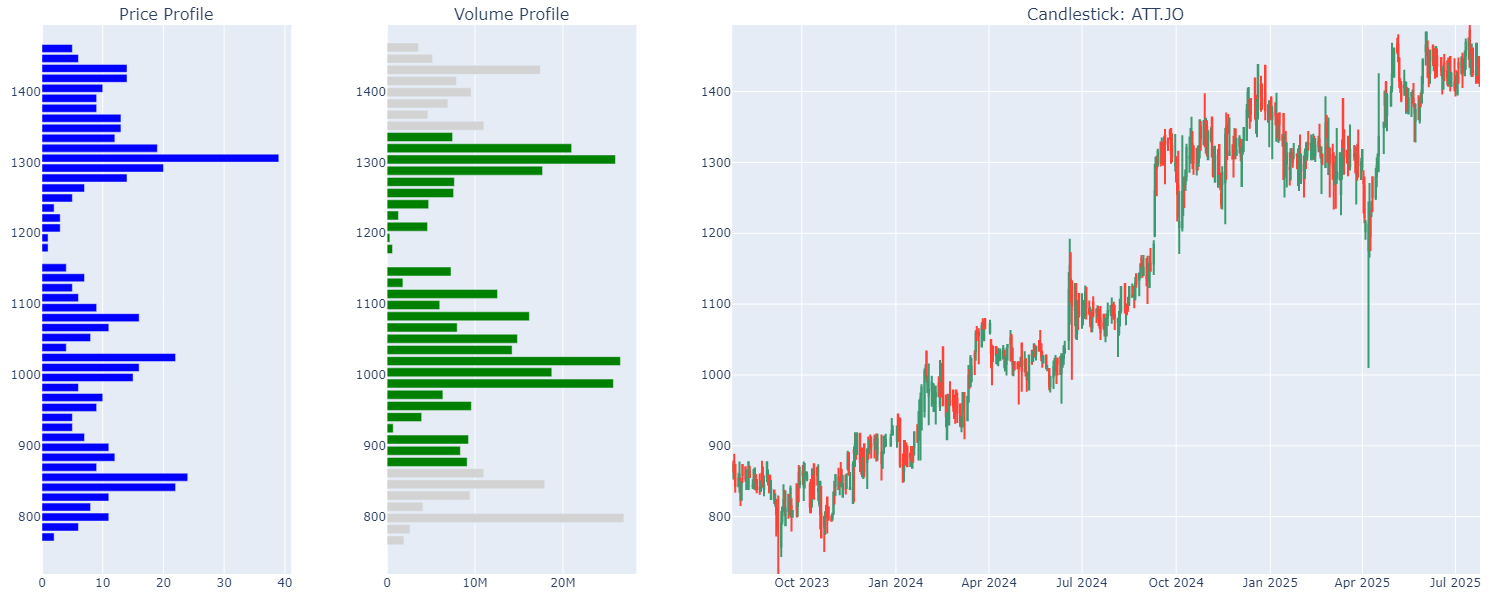 Price Profile
Volume Profile
Candlestick: ATT.JO
1400
1300
1200
1100
1000
900
800
0
10
20
30
40
1400
1300
1200
1100
1000
900
800
0
10M
20M
1400
1300
1200
1100
1000
900
800
Oct 2023
Jan 2024
Apr 2024
Jul 2024
Oct 2024
Jan 2025
Apr 2025
Jul 2025